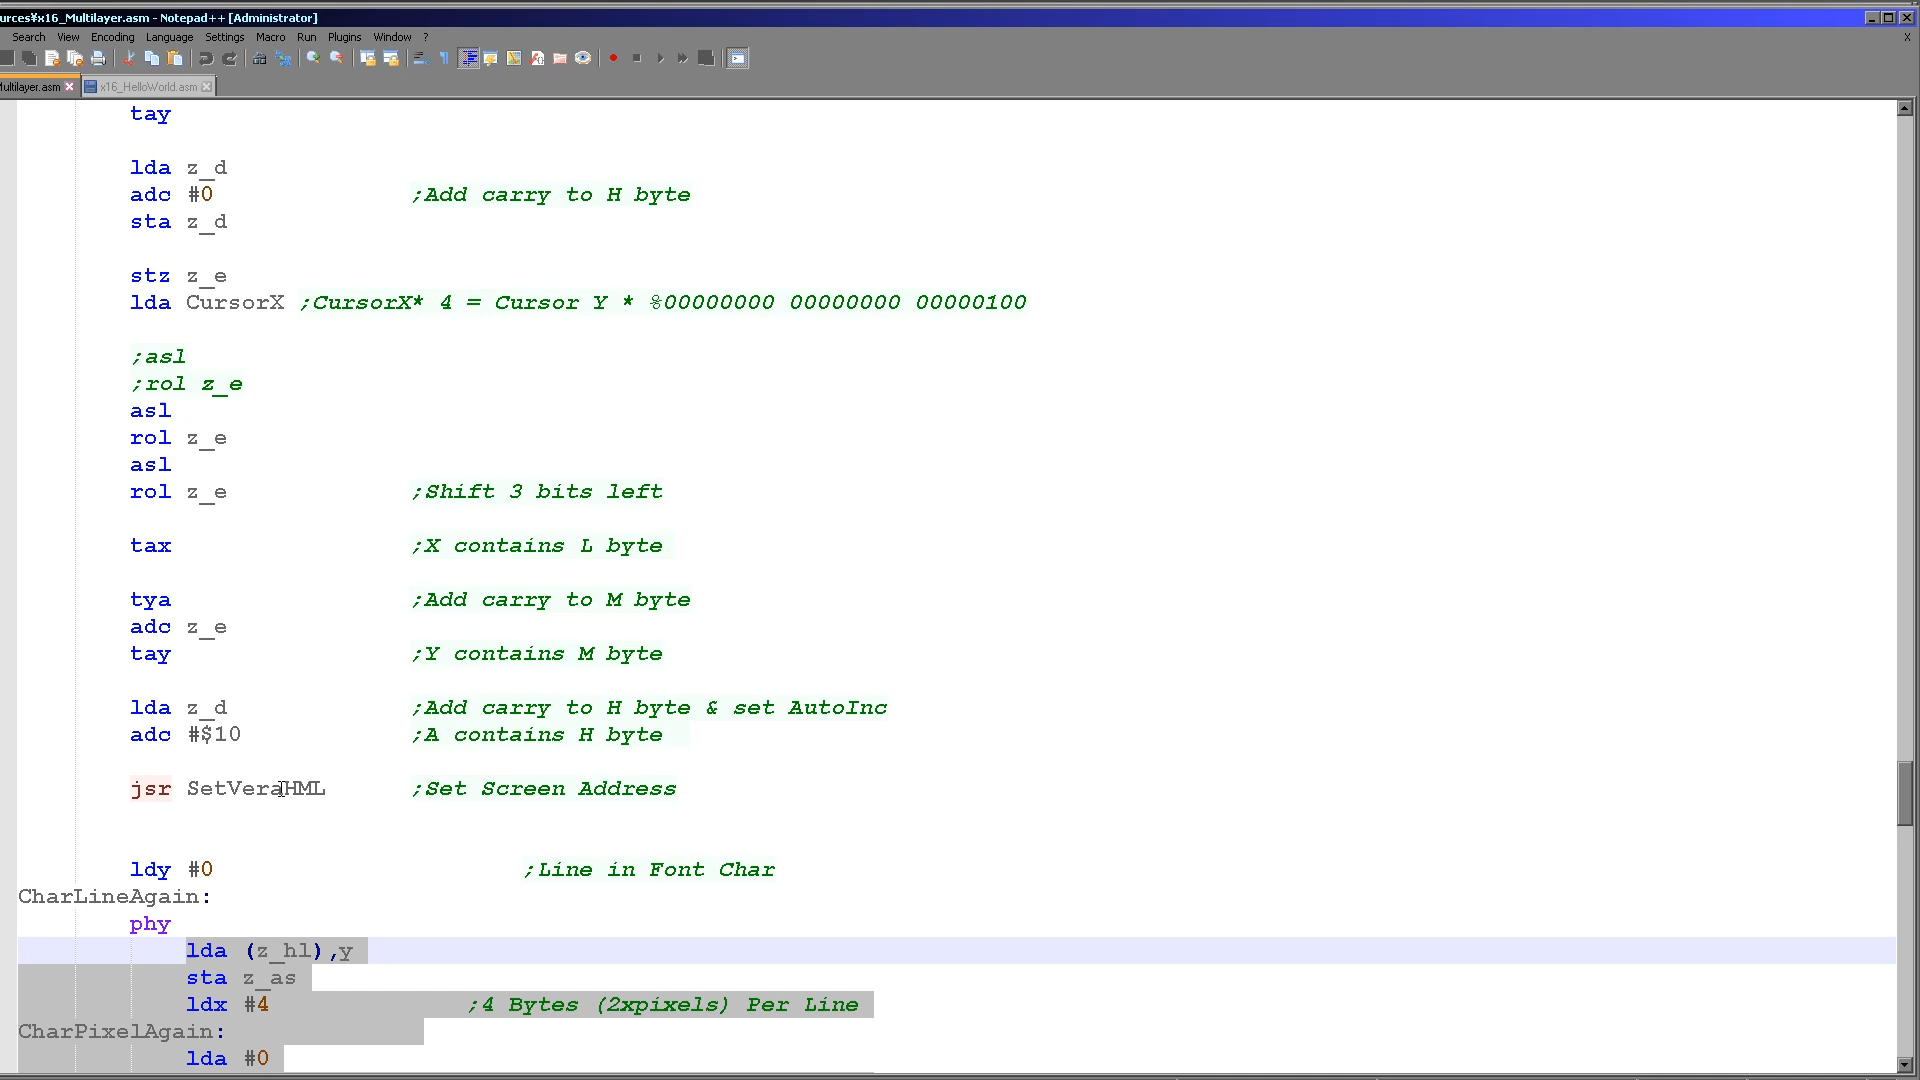 urces¥x16_Multilayer.asm - Notepad++ [Administrator]
Search View Encoding Language Settings Macro Run Plugins Window ?
X
ultilayer.asm x16_HelloWorld.asm
tay
lda z_d
adc #0 ;Add carry to H byte
sta z_d
stz z_e
lda CursorX ;CursorX* 4 = Cursor Y * %00000000 00000000 00000100
;asl
;rol z_e
asl
rol z_e
asl
rol z_e ;Shift 3 bits left
tax ;X contains L byte
tya ;Add carry to M byte
adc z_e
tay ;Y contains M byte
lda z_d ;Add carry to H byte & set AutoInc
adc #$10 ;A contains H byte
jsr SetVeraHML ;Set Screen Address
ldy #0 ;Line in Font Char
CharLineAgain:
phy
lda (z_hl),y
sta z_as
ldx #4 ;4 Bytes (2xpixels) Per Line
CharPixelAgain:
lda #0